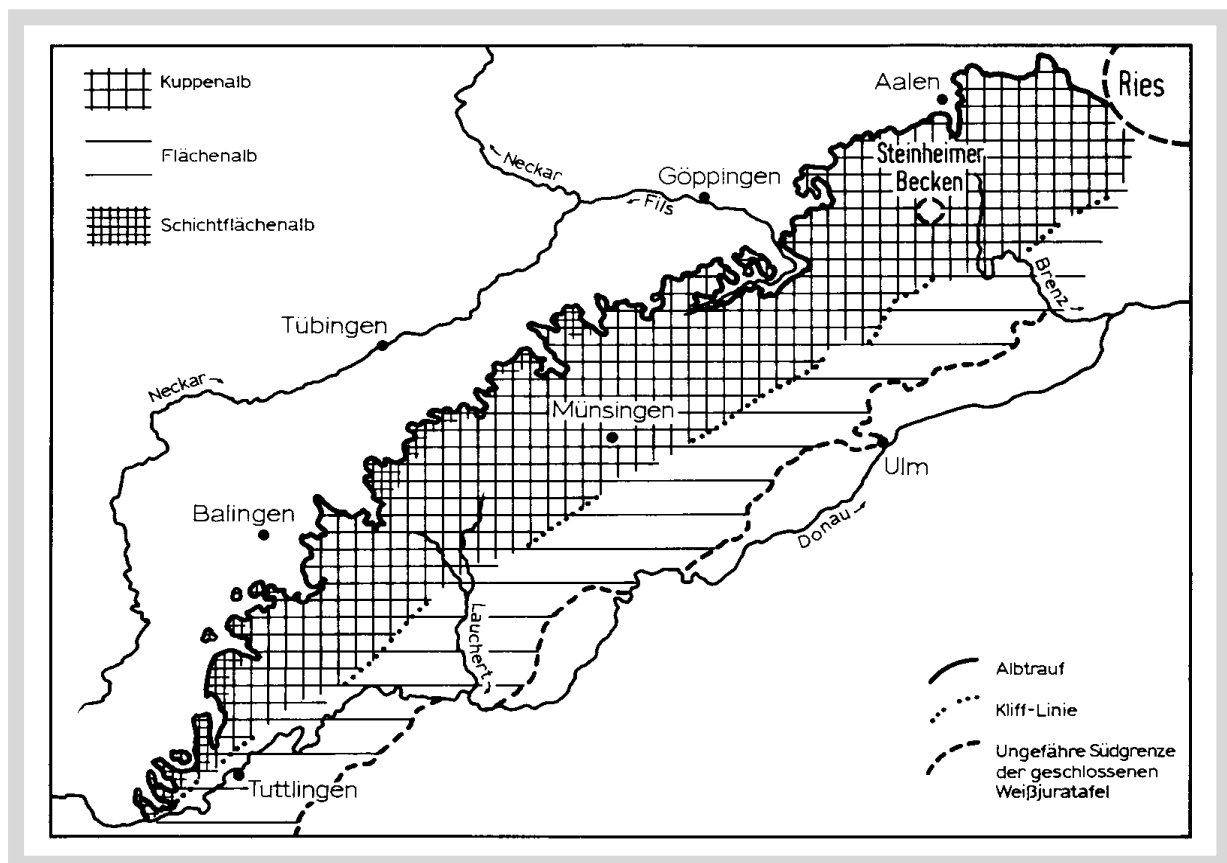 Kuppenalb
Flächenalb
Schichtflächenalb
Aalen
Ries
Steinheimer
Becken
Neckar
Göppingen
Fils
Brenz
Tübingen
Neckar
Münsingen
Ulm
Balingen
Donau
Lauchert
Tuttlingen
Albtrauf
Kliff-Linie
Ungefähre Südgrenze
der geschlossenen
Weißjuratafel